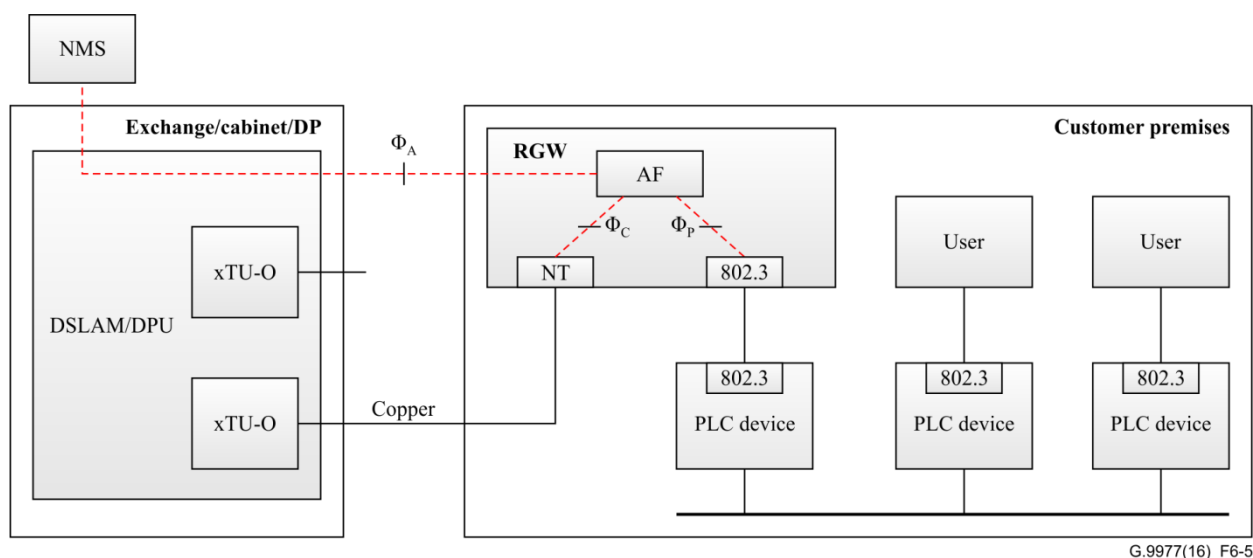 NMS
Exchange/cabinet/DP
Customer premises
ΦA
RGW
AF
ΦC
ΦP
NT
802.3
User
User
xTU-O
DSLAM/DPU
xTU-O
Copper
802.3
PLC device
802.3
PLC device
802.3
PLC device
G.9977(16)_F6-5